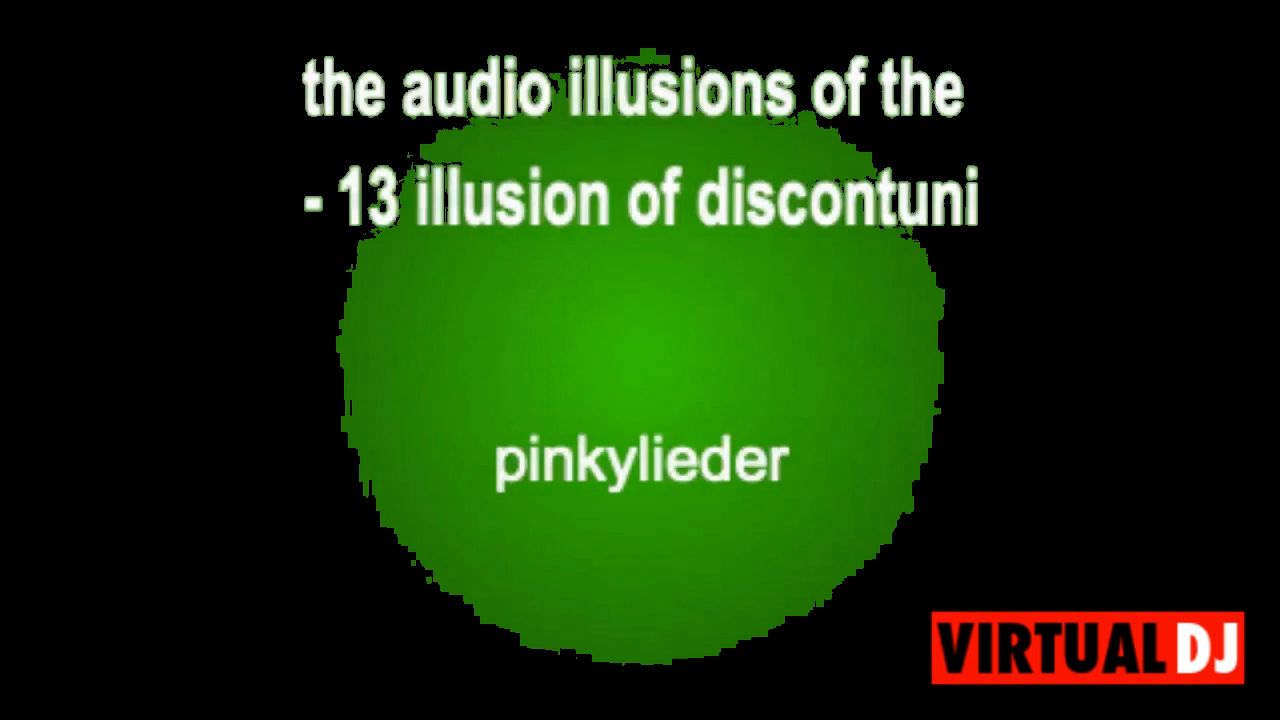 the audio illusions of the
- 13 illusion of discontuni
pinkylieder
VIRTUAL DJ